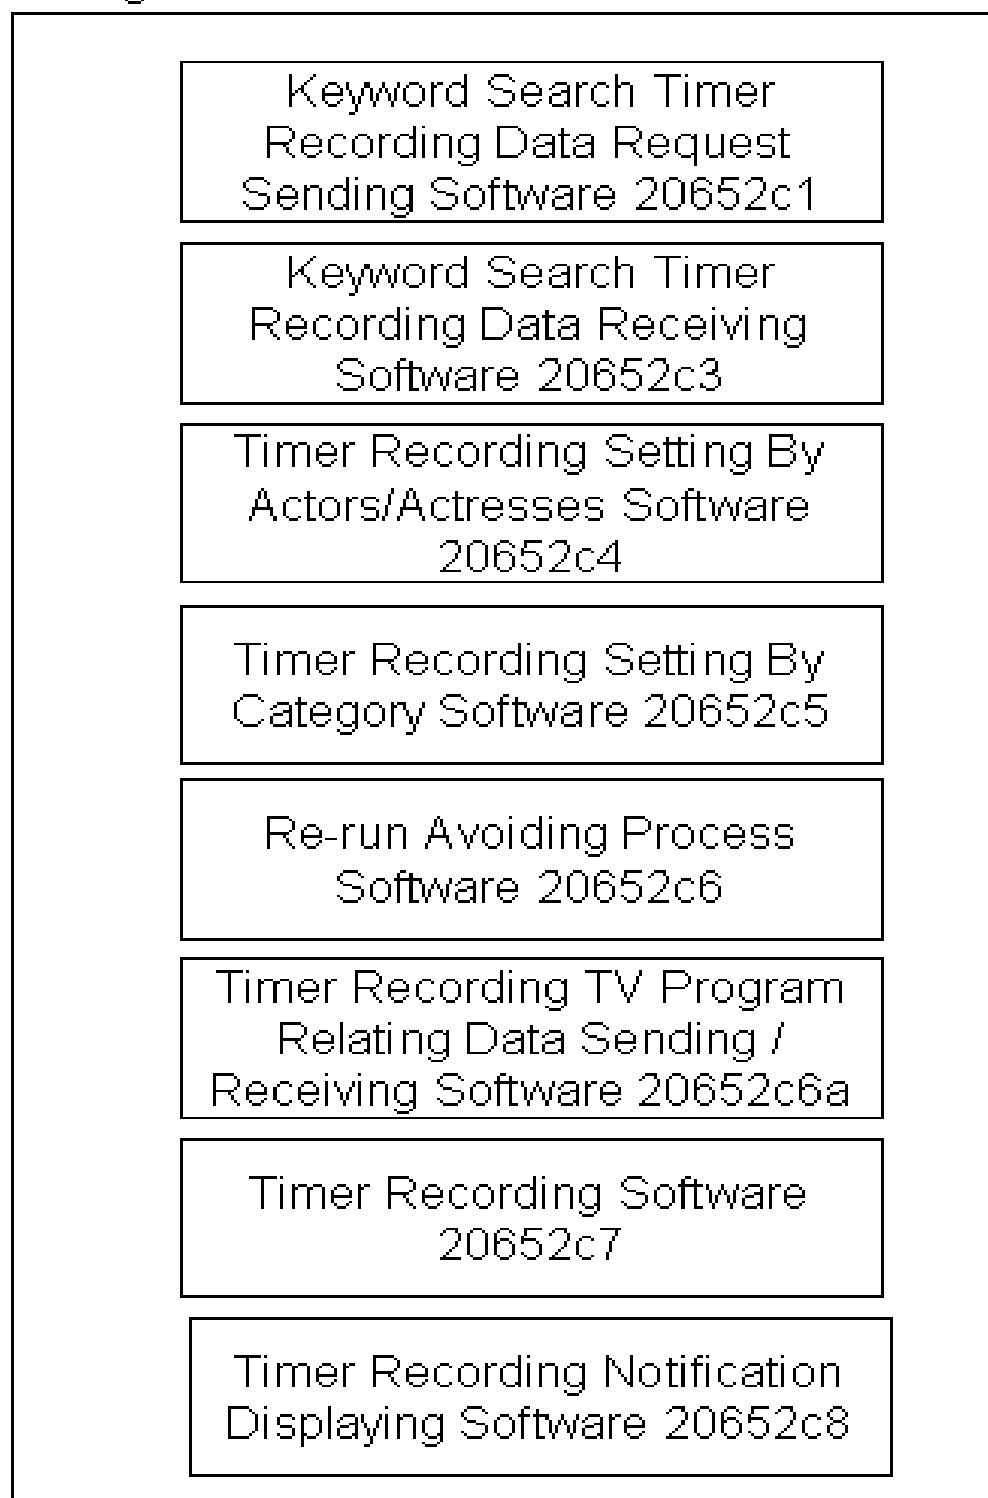 Keyword Search Timer
Recording Data Request
Sending Software 20652c1
Keyword Search Timer
Recording Data Receiving
Software 20652c3
Timer Recording Setting By
Actors/Actresses Software
20652c4
Timer Recording Setting By
Category Software 20652c5
Re-run Avoiding Process
Software 20652c6
Timer Recording TV Program
Relating Data Sending /
Receiving Software 20652c6a
Timer Recording Software
20652c7
Timer Recording Notification
Displaying Software 20652c8